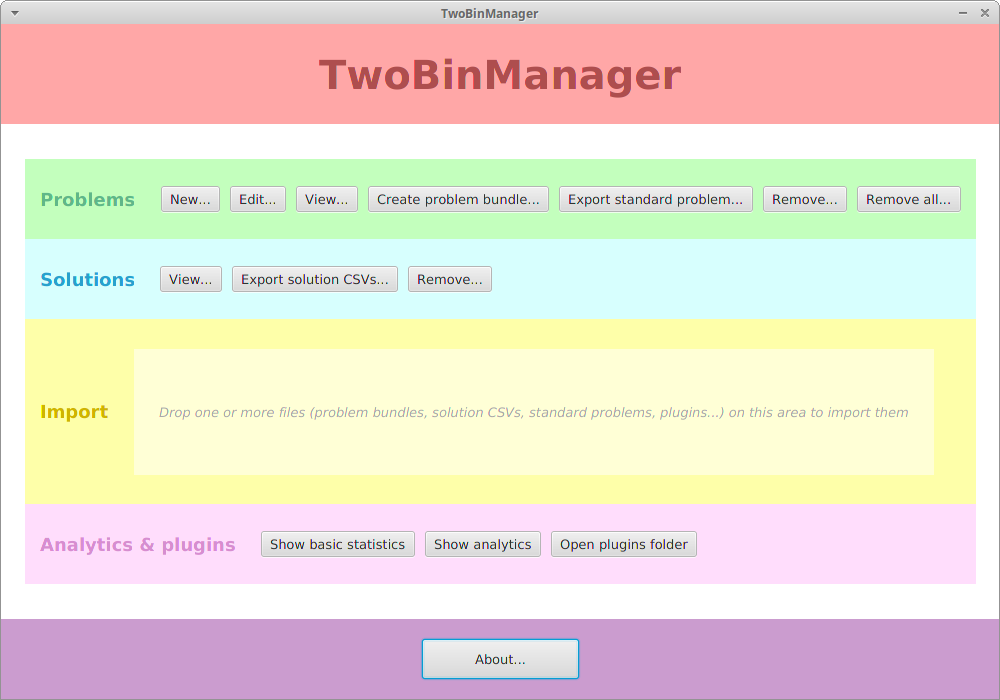 TwoBinManager
TwoBinManager
Problems New... Edit... View... Create problem bundle... Export standard problem... Remove... Remove all...
Solutions View... Export solution CSVs... Remove...
Import Drop one or more files (problem bundles, solution CSVs, standard problems, plugins...) on this area to import them
Analytics & plugins Show basic statistics Show analytics Open plugins folder
About...